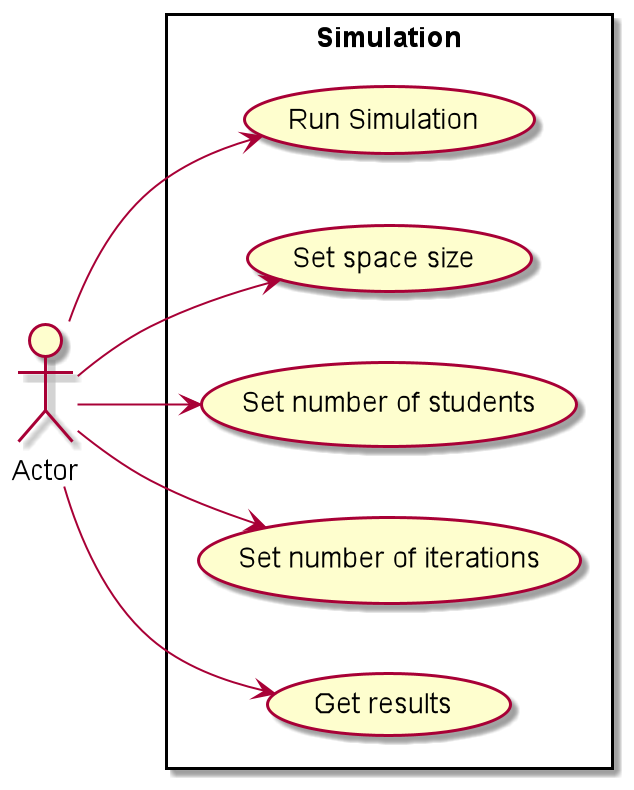 Simulation
Run Simulation
Set space size
Set number of students
Actor
Set number of iterations
Get results